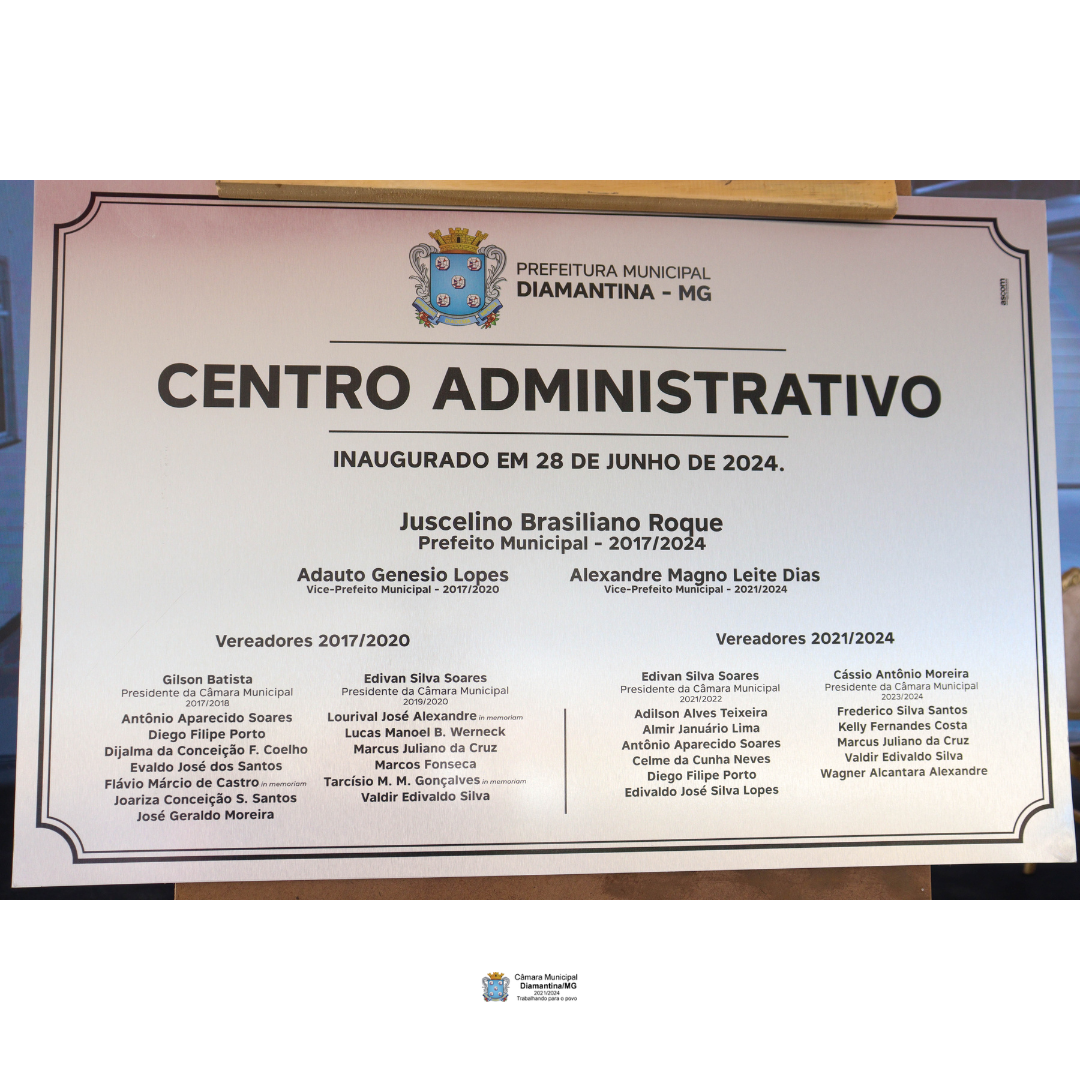 PREFEITURA MUNICIPAL
DIAMANTINA - MG
ascom
CENTRO ADMINISTRATIVO
INAUGURADO EM 28 DE JUNHO DE 2024.
Juscelino Brasiliano Roque
Prefeito Municipal - 2017/2024
Adauto Genesio Lopes
Vice-Prefeito Municipal - 2017/2020
Alexandre Magno Leite Dias
Vice-Prefeito Municipal - 2021/2024
Vereadores 2017/2020
Gilson Batista
Presidente da Câmara Municipal
2017/2018
Antônio Aparecido Soares
Diego Filipe Porto
Dijalma da Conceição F. Coelho
Evaldo José dos Santos
Flávio Márcio de Castro in memoriam
Joariza Conceição S. Santos
José Geraldo Moreira
Edivan Silva Soares
Presidente da Câmara Municipal
2019/2020
Lourival José Alexandre in memoriam
Lucas Manoel B. Werneck
Marcus Juliano da Cruz
Marcos Fonseca
Tarcísio M. M. Gonçalves in memoriam
Valdir Edivaldo Silva
Vereadores 2021/2024
Edivan Silva Soares
Presidente da Câmara Municipal
2021/2022
Adilson Alves Teixeira
Almir Januário Lima
Antônio Aparecido Soares
Celme da Cunha Neves
Diego Filipe Porto
Edivaldo José Silva Lopes
Cássio Antônio Moreira
Presidente da Câmara Municipal
2023/2024
Frederico Silva Santos
Kelly Fernandes Costa
Marcus Juliano da Cruz
Valdir Edivaldo Silva
Wagner Alcantara Alexandre
Câmara Municipal
Diamantina/MG
2021/2024
Trabalhando para o povo